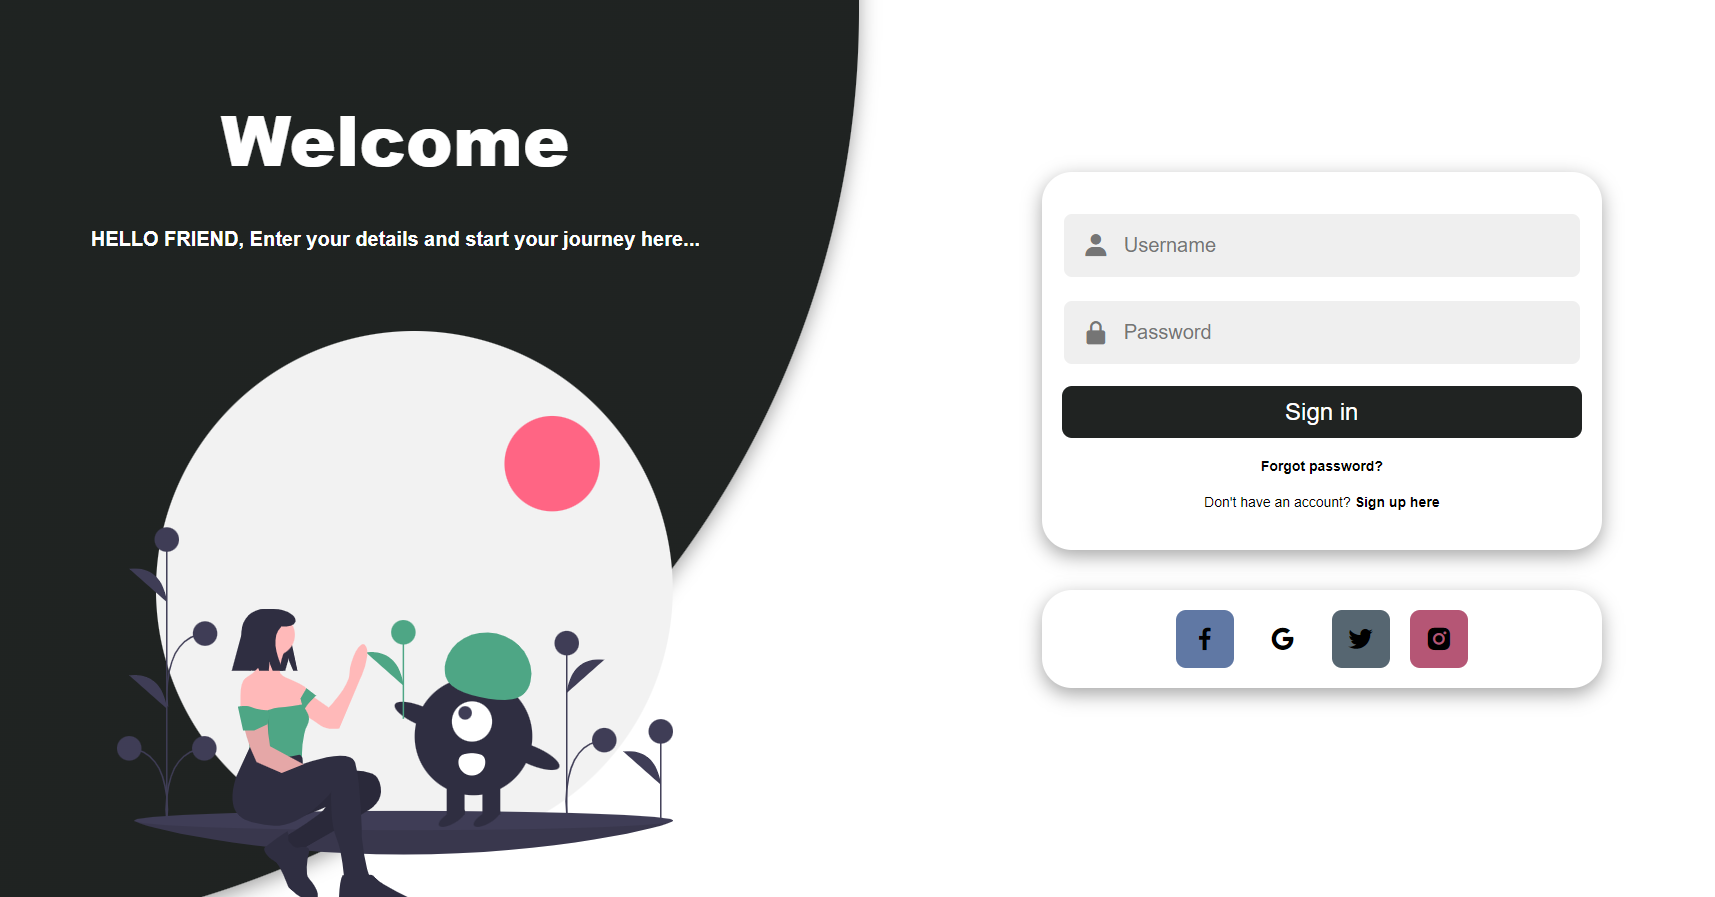 Welcome
HELLO FRIEND, Enter your details and start your journey here...
Username
Password
Sign in
Forgot password?
Don't have an account? Sign up here